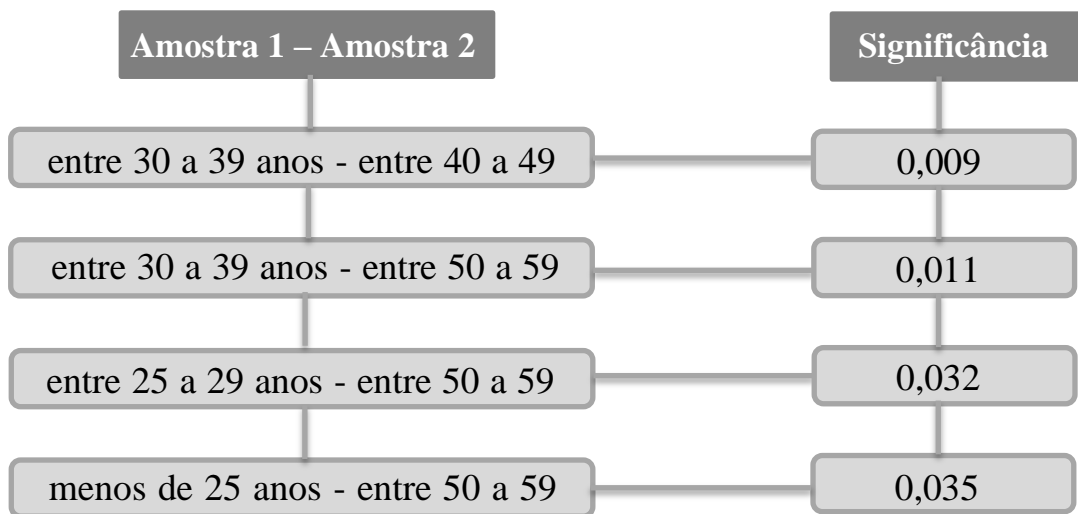 Amostra 1 – Amostra 2 Significância
entre 30 a 39 anos - entre 40 a 49 0,009
entre 30 a 39 anos - entre 50 a 59 0,011
entre 25 a 29 anos - entre 50 a 59 0,032
menos de 25 anos - entre 50 a 59 0,035